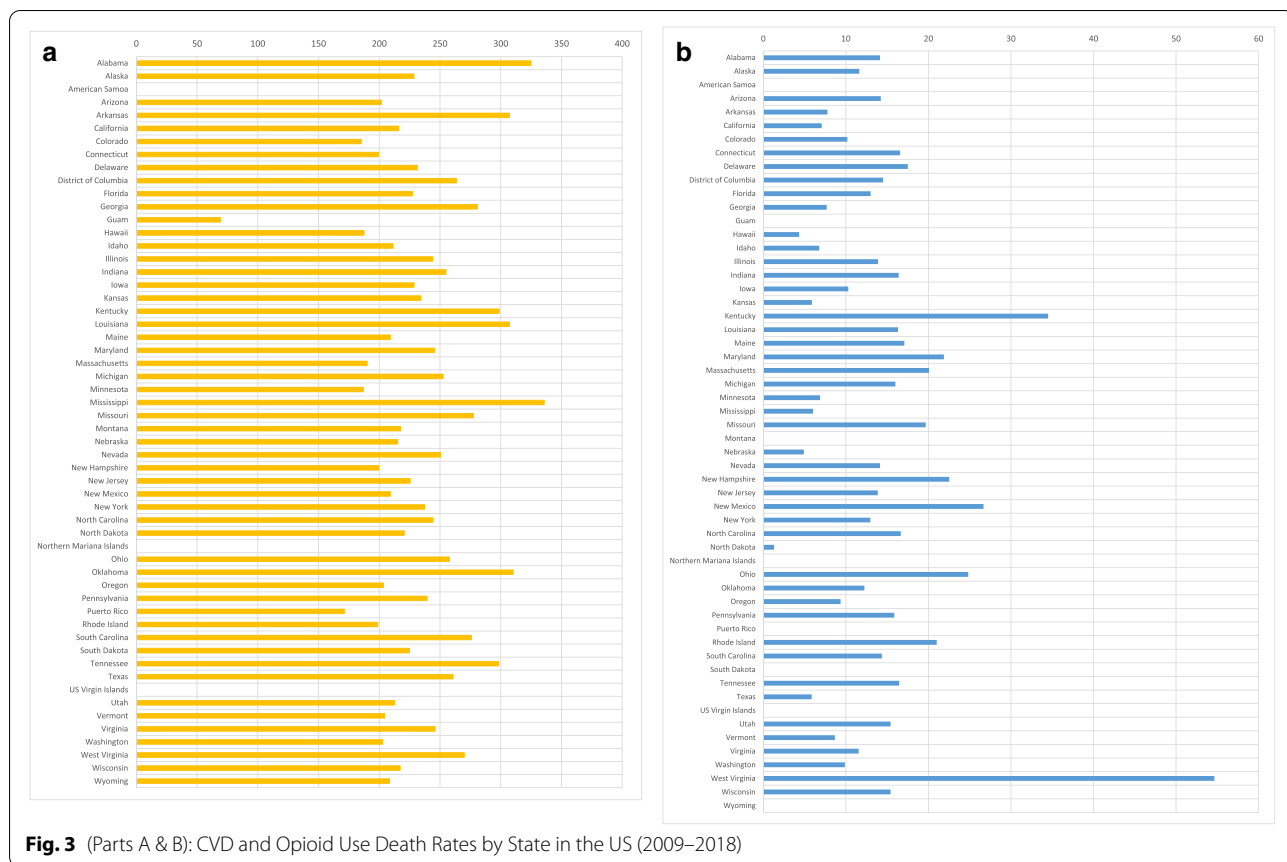 a
0 50 100 150 200 250 300 350 400
Alabama
Alaska
American Samoa
Arizona
Arkansas
California
Colorado
Connecticut
Delaware
District of Columbia
Florida
Georgia
Guam
Hawaii
Idaho
Illinois
Indiana
Iowa
Kansas
Kentucky
Louisiana
Maine
Maryland
Massachusetts
Michigan
Minnesota
Mississippi
Missouri
Montana
Nebraska
Nevada
New Hampshire
New Jersey
New Mexico
New York
North Carolina
North Dakota
Northern Mariana Islands
Ohio
Oklahoma
Oregon
Pennsylvania
Puerto Rico
Rhode Island
South Carolina
South Dakota
Tennessee
Texas
US Virgin Islands
Utah
Vermont
Virginia
Washington
West Virginia
Wisconsin
Wyoming
b
0 10 20 30 40 50 60
Alabama
Alaska
American Samoa
Arizona
Arkansas
California
Colorado
Connecticut
Delaware
District of Columbia
Florida
Georgia
Guam
Hawaii
Idaho
Illinois
Indiana
Iowa
Kansas
Kentucky
Louisiana
Maine
Maryland
Massachusetts
Michigan
Minnesota
Mississippi
Missouri
Montana
Nebraska
Nevada
New Hampshire
New Jersey
New Mexico
New York
North Carolina
North Dakota
Northern Mariana Islands
Ohio
Oklahoma
Oregon
Pennsylvania
Puerto Rico
Rhode Island
South Carolina
South Dakota
Tennessee
Texas
US Virgin Islands
Utah
Vermont
Virginia
Washington
West Virginia
Wisconsin
Wyoming
Fig. 3 (Parts A & B): CVD and Opioid Use Death Rates by State in the US (2009–2018)